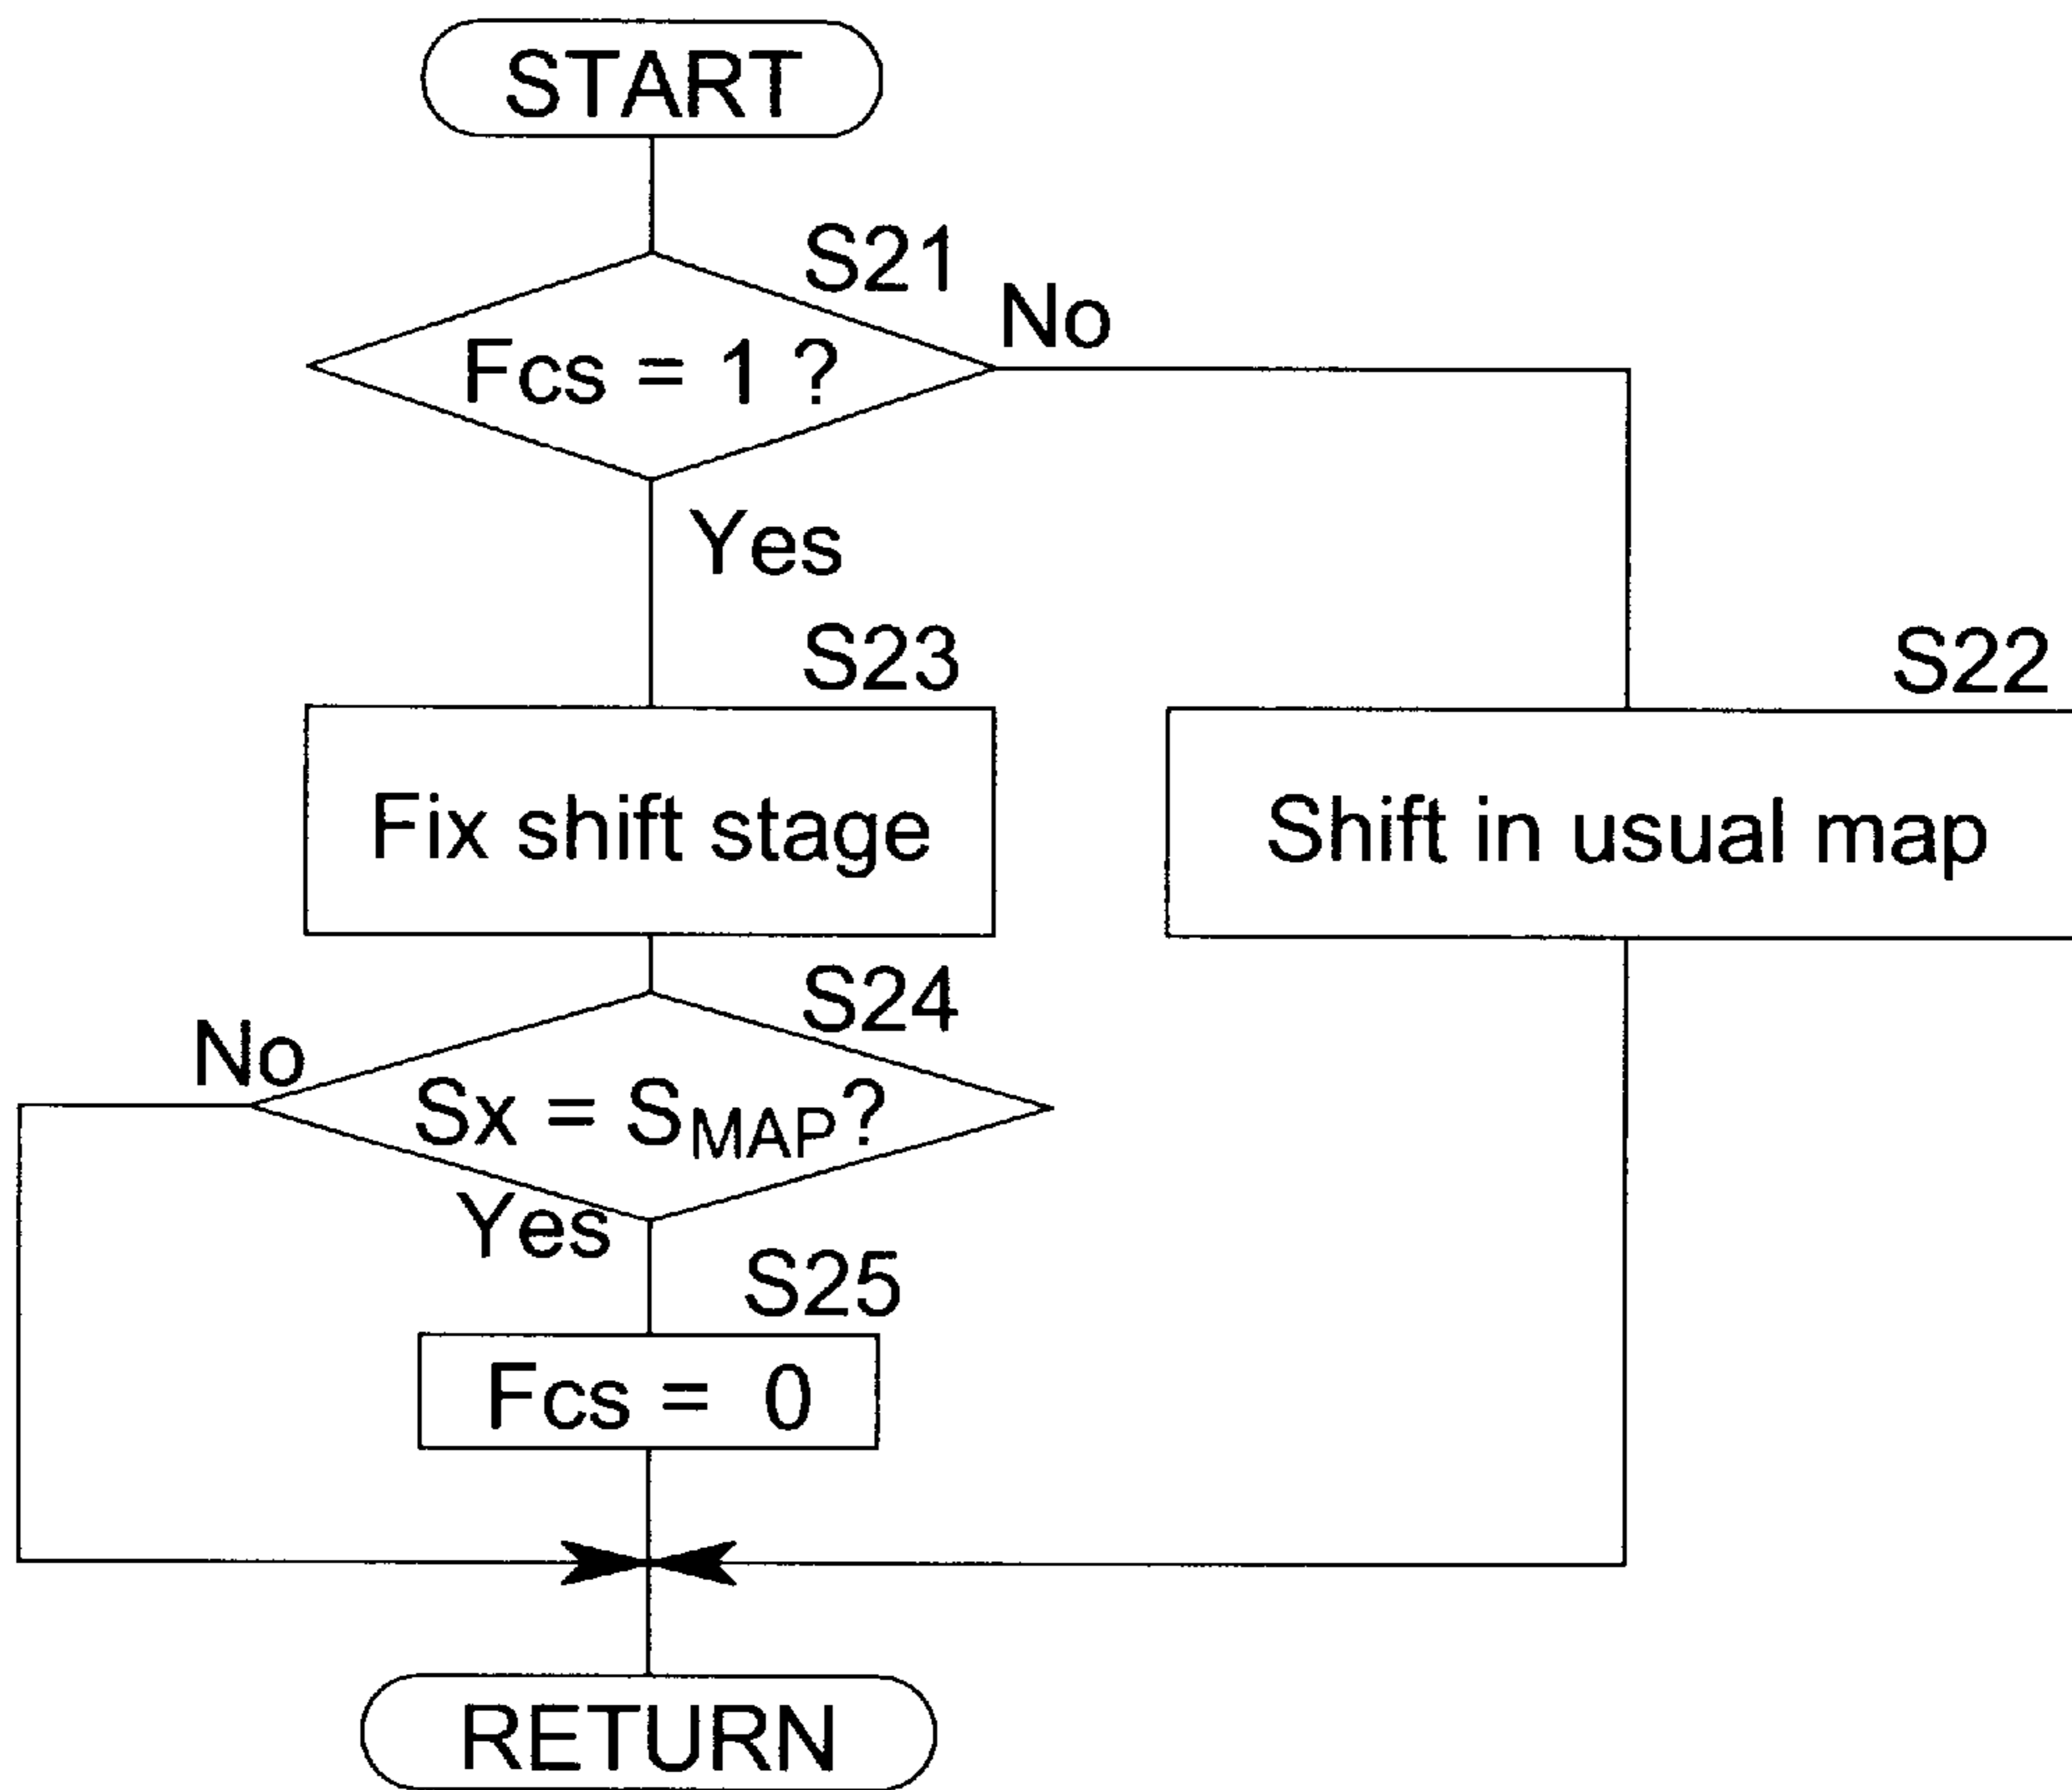 START
S21
No
Fcs = 1 ?
Yes
S23
S22
Fix shift stage
Shift in usual map
S24
No
Sx = SMAP?
Yes
S25
Fcs = 0
RETURN